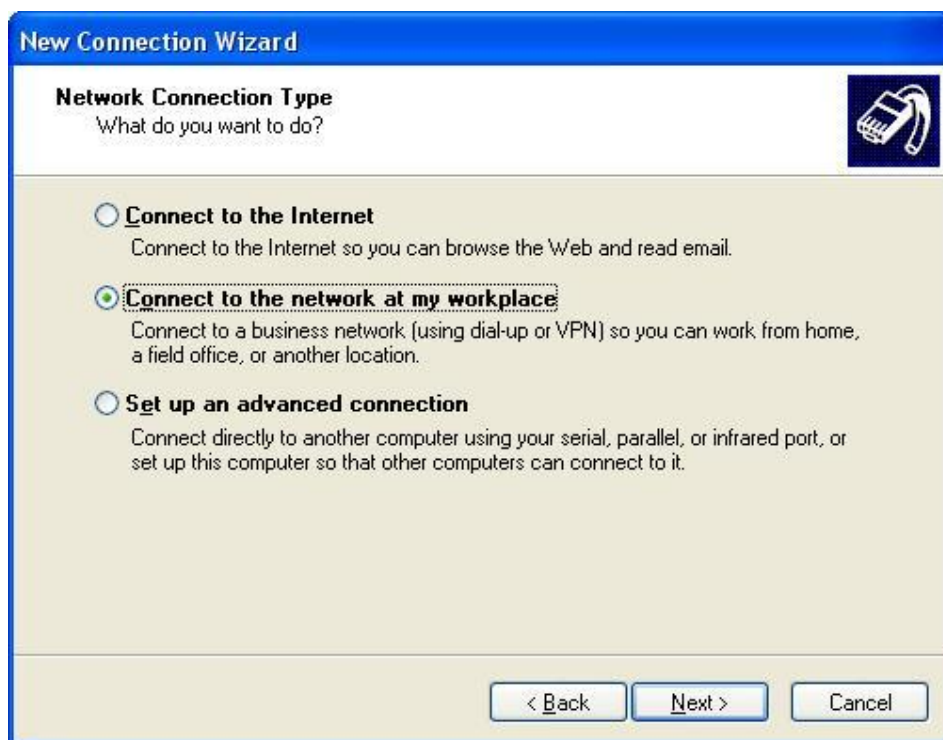 New Connection Wizard
Network Connection Type
What do you want to do?
Connect to the Internet
Connect to the Internet so you can browse the Web and read email.
Connect to the network at my workplace
Connect to a business network (using dial-up or VPN) so you can work from home,
a field office, or another location.
Set up an advanced connection
Connect directly to another computer using your serial, parallel, or infrared port, or
set up this computer so that other computers can connect to it.
< Back Next > Cancel